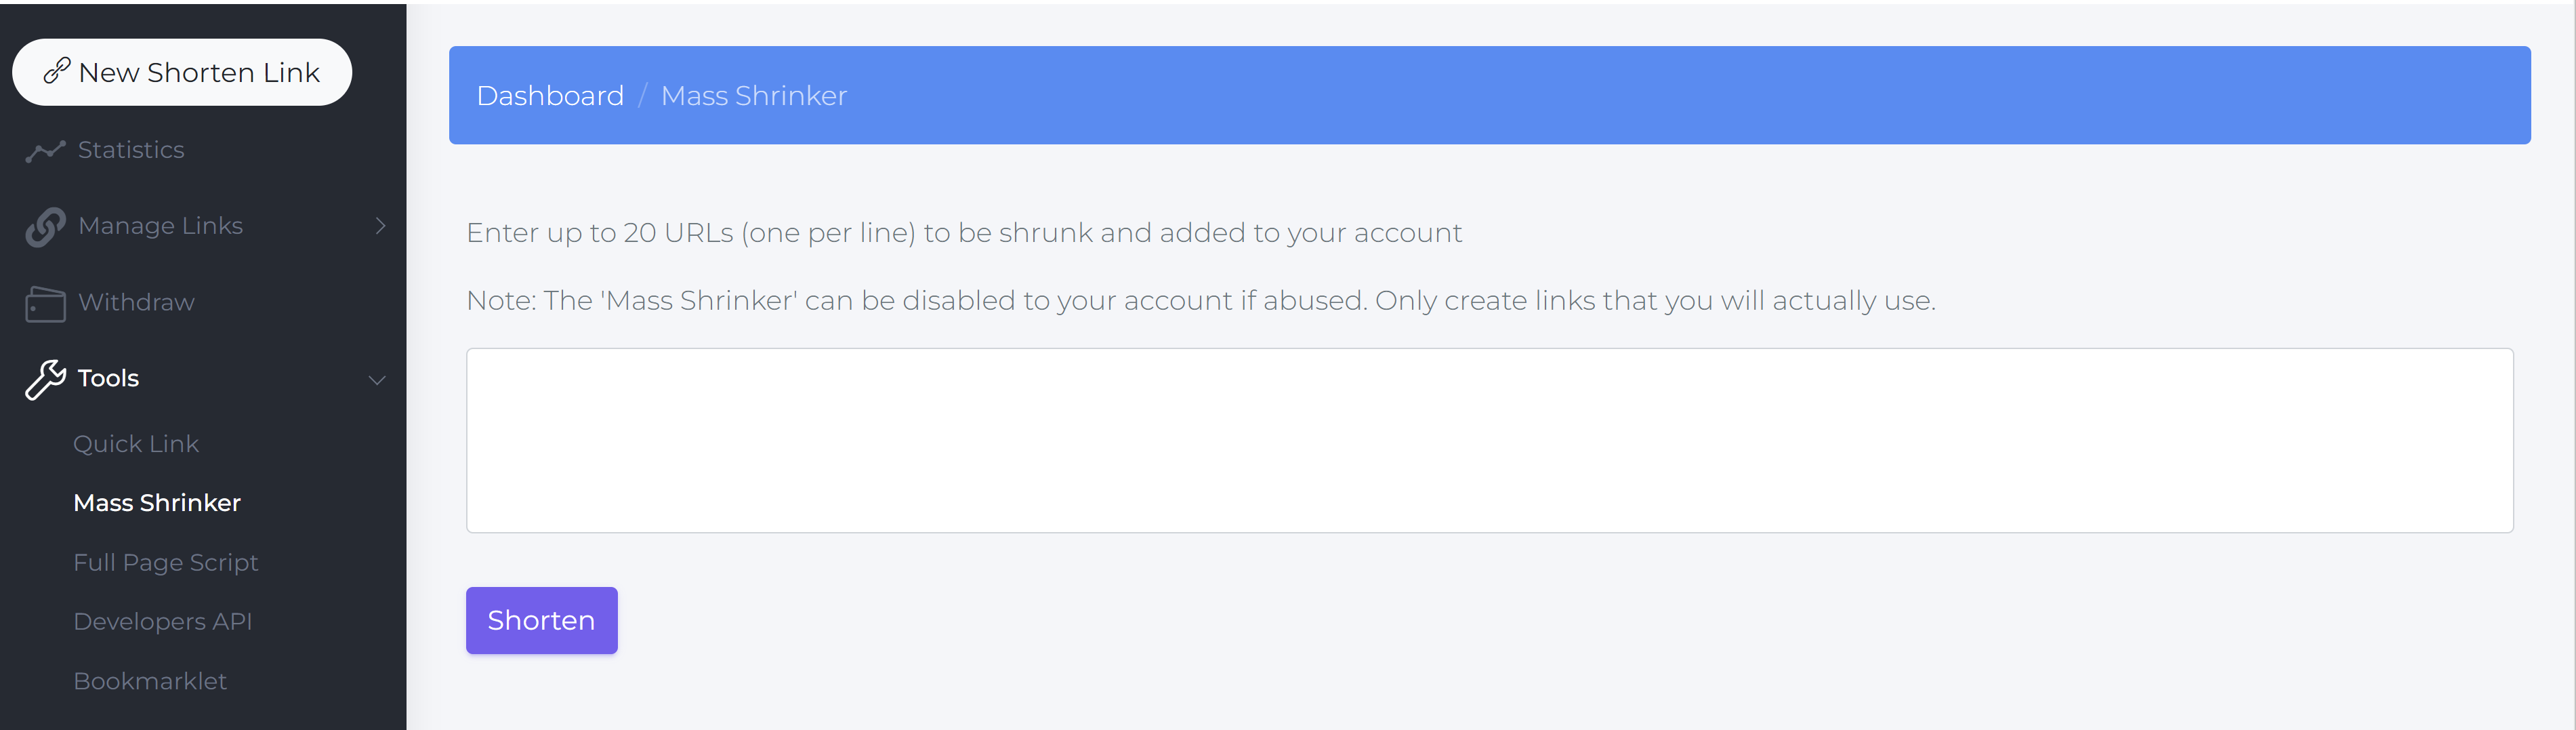 New Shorten Link
Statistics
Manage Links
Withdraw
Tools
Quick Link
Mass Shrinker
Full Page Script
Developers API
Bookmarklet
Dashboard / Mass Shrinker
Enter up to 20 URLs (one per line) to be shrunk and added to your account
Note: The 'Mass Shrinker' can be disabled to your account if abused. Only create links that you will actually use.
Shorten